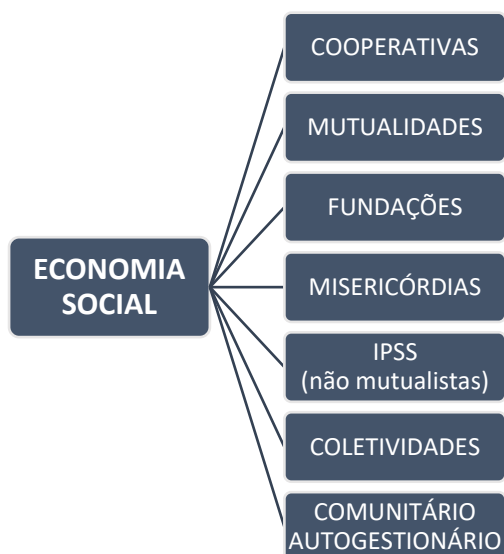 ECONOMIA
SOCIAL
COOPERATIVAS
MUTUALIDADES
FUNDAÇÕES
MISERICÓRDIAS
IPSS
(não mutualistas)
COLETIVIDADES
COMUNITÁRIO
AUTOGESTIONÁRIO